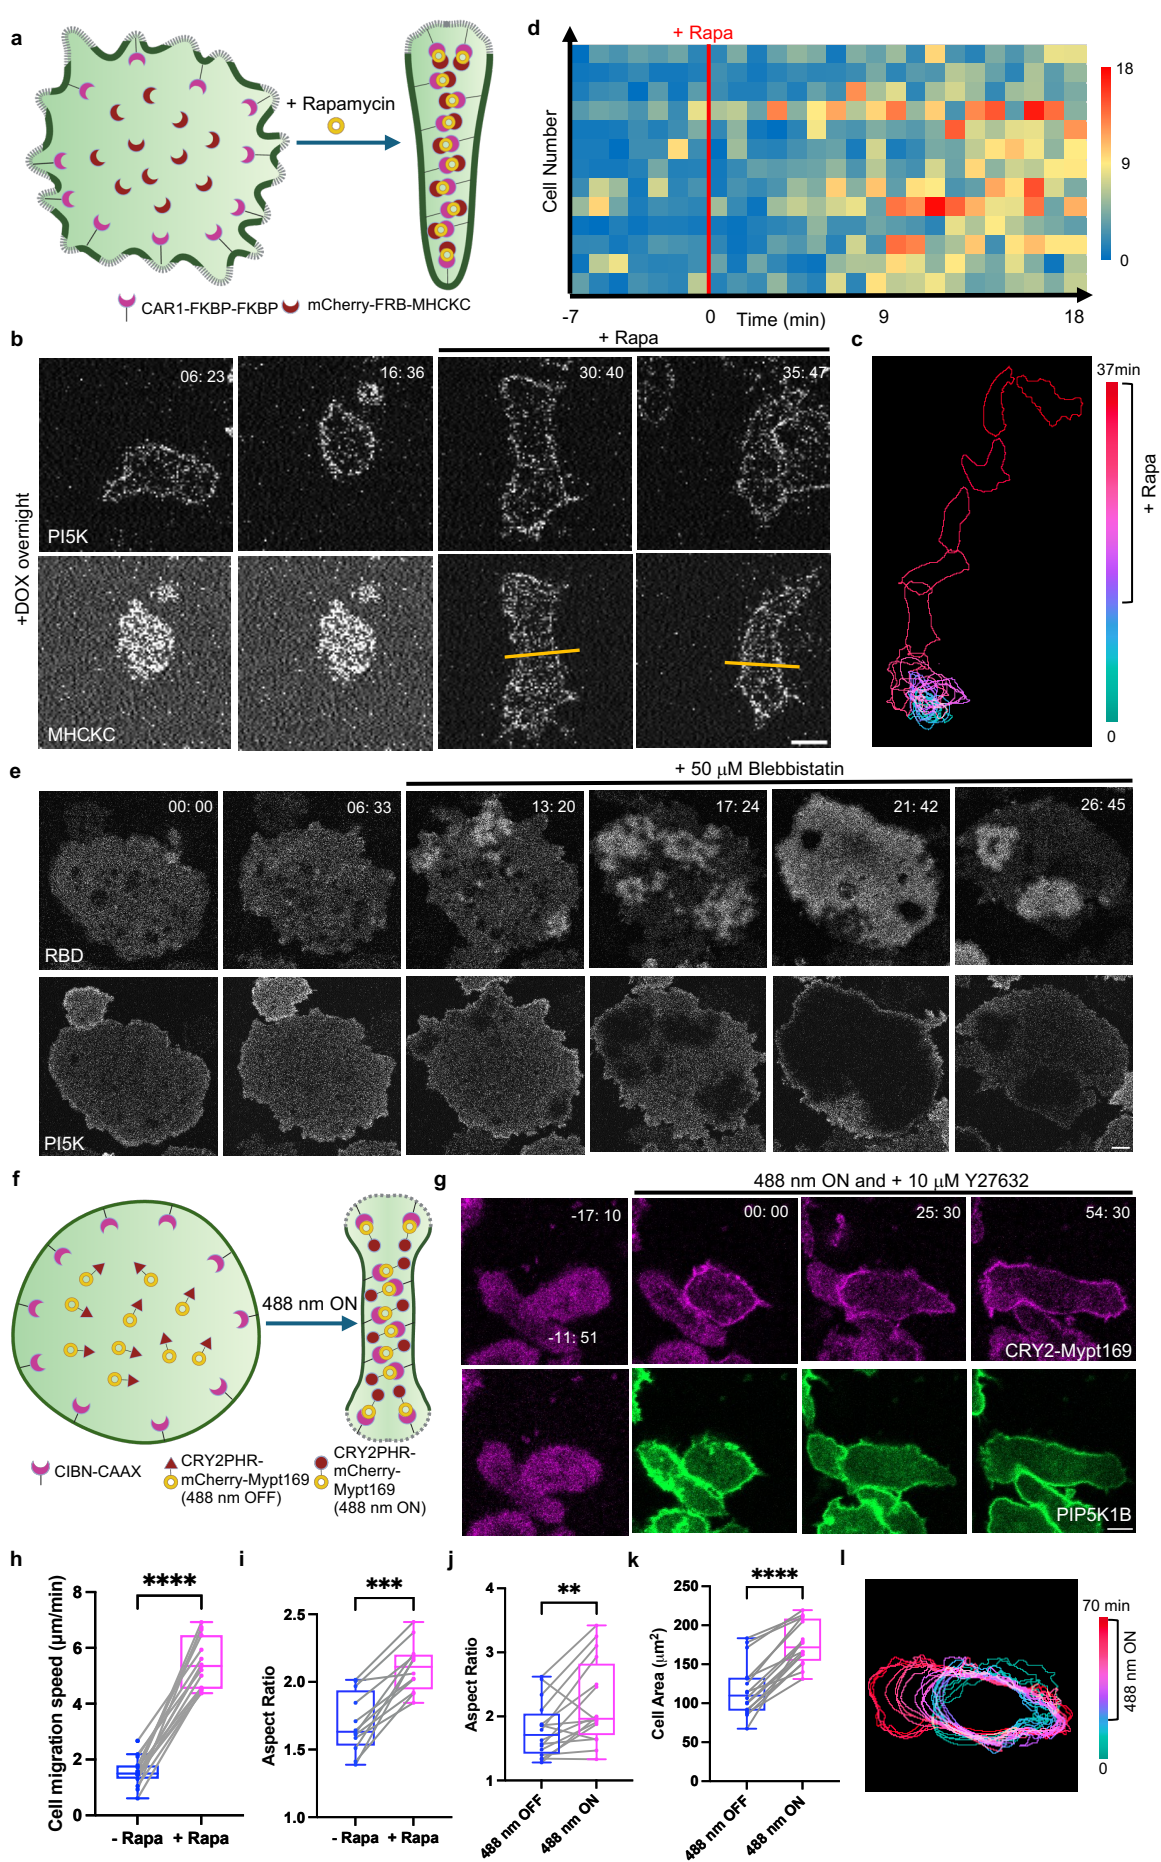 a
+ Rapamycin
CAR1-FKBP-FKBP
mCherry-FRB-MHCKC
d
+ Rapa
Cell Number
18
9
0
-7
0
Time (min)
9
18
b
+ Rapa
+DOX overnight
06: 23
16: 36
30: 40
35: 47
PI5K
MHCKC
c
37min
+ Rapa
0
e
+ 50 μM Blebbistatin
00: 00
06: 33
13: 20
17: 24
21: 42
26: 45
RBD
PI5K
f
488 nm ON
CIBN-CAAX
CRY2PHR-
mCherry-Mypt169
(488 nm OFF)
CRY2PHR-
mCherry-
Mypt169
(488 nm ON)
g
488 nm ON and + 10 μM Y27632
-17: 10
00: 00
25: 30
54: 30
-11: 51
CRY2-Mypt169
PIP5K1B
h
Cell migration speed (μm/min)
8
6
4
2
0
****
- Rapa
+ Rapa
i
Aspect Ratio
2.5
2.0
1.5
1.0
***
- Rapa
+ Rapa
j
Aspect Ratio
4
3
2
1
**
488 nm OFF
488 nm ON
k
Cell Area (μm²)
250
200
150
100
50
0
****
488 nm OFF
488 nm ON
l
70 min
488 nm ON
0